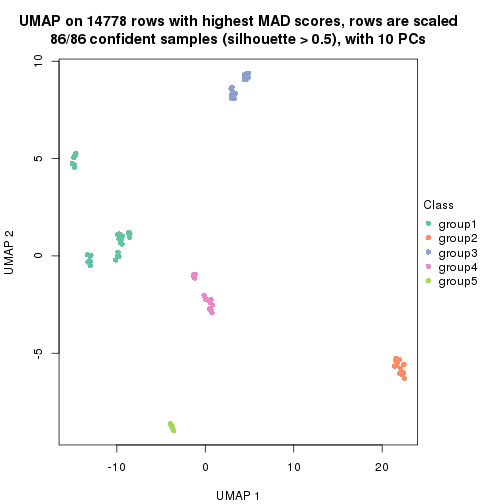 UMAP on 14778 rows with highest MAD scores, rows are scaled
86/86 confident samples (silhouette > 0.5), with 10 PCs
10
5
0
-5
UMAP 2
-10
0
10
20
UMAP 1
Class
group1
group2
group3
group4
group5